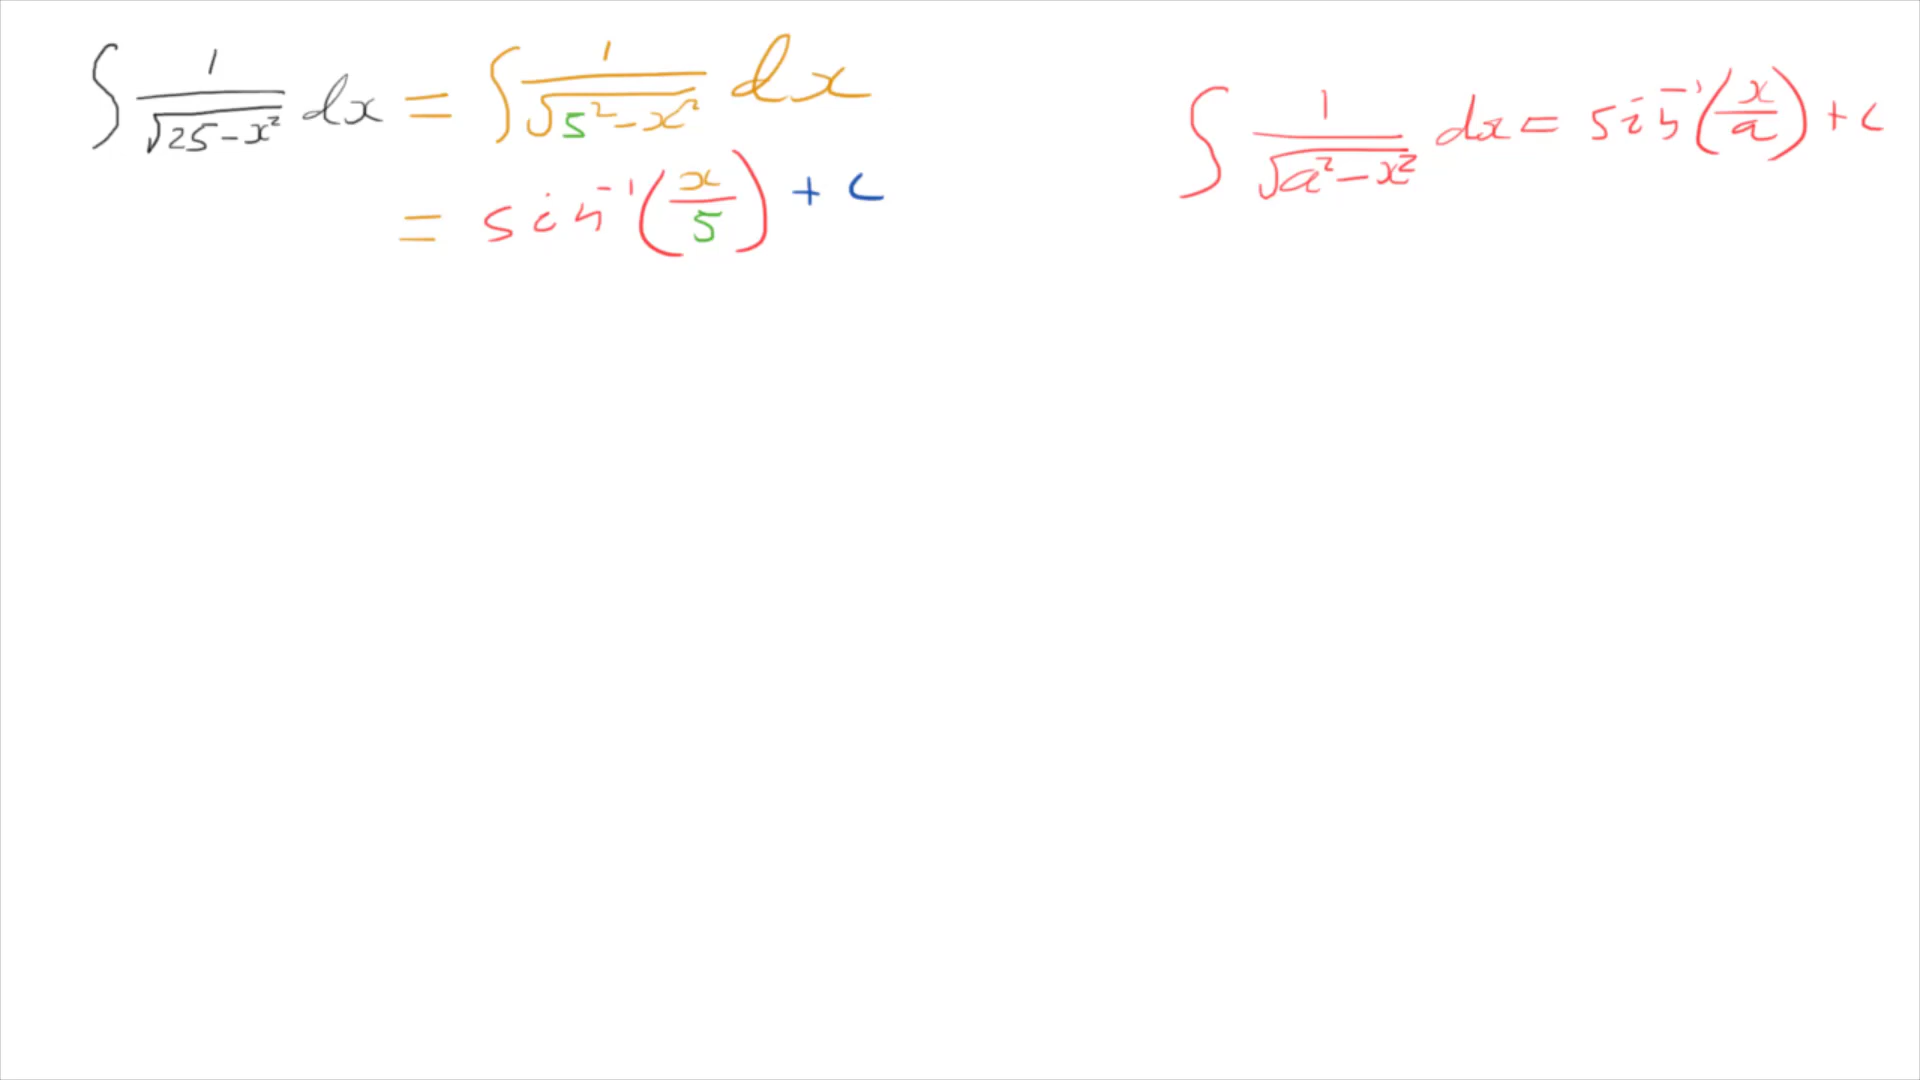 ∫ 1/√(25-x²) dx = ∫ 1/√(5²-x²) dx
= sin⁻¹(x/5) + c
∫ 1/√(a²-x²) dx = sin⁻¹(x/a) + c